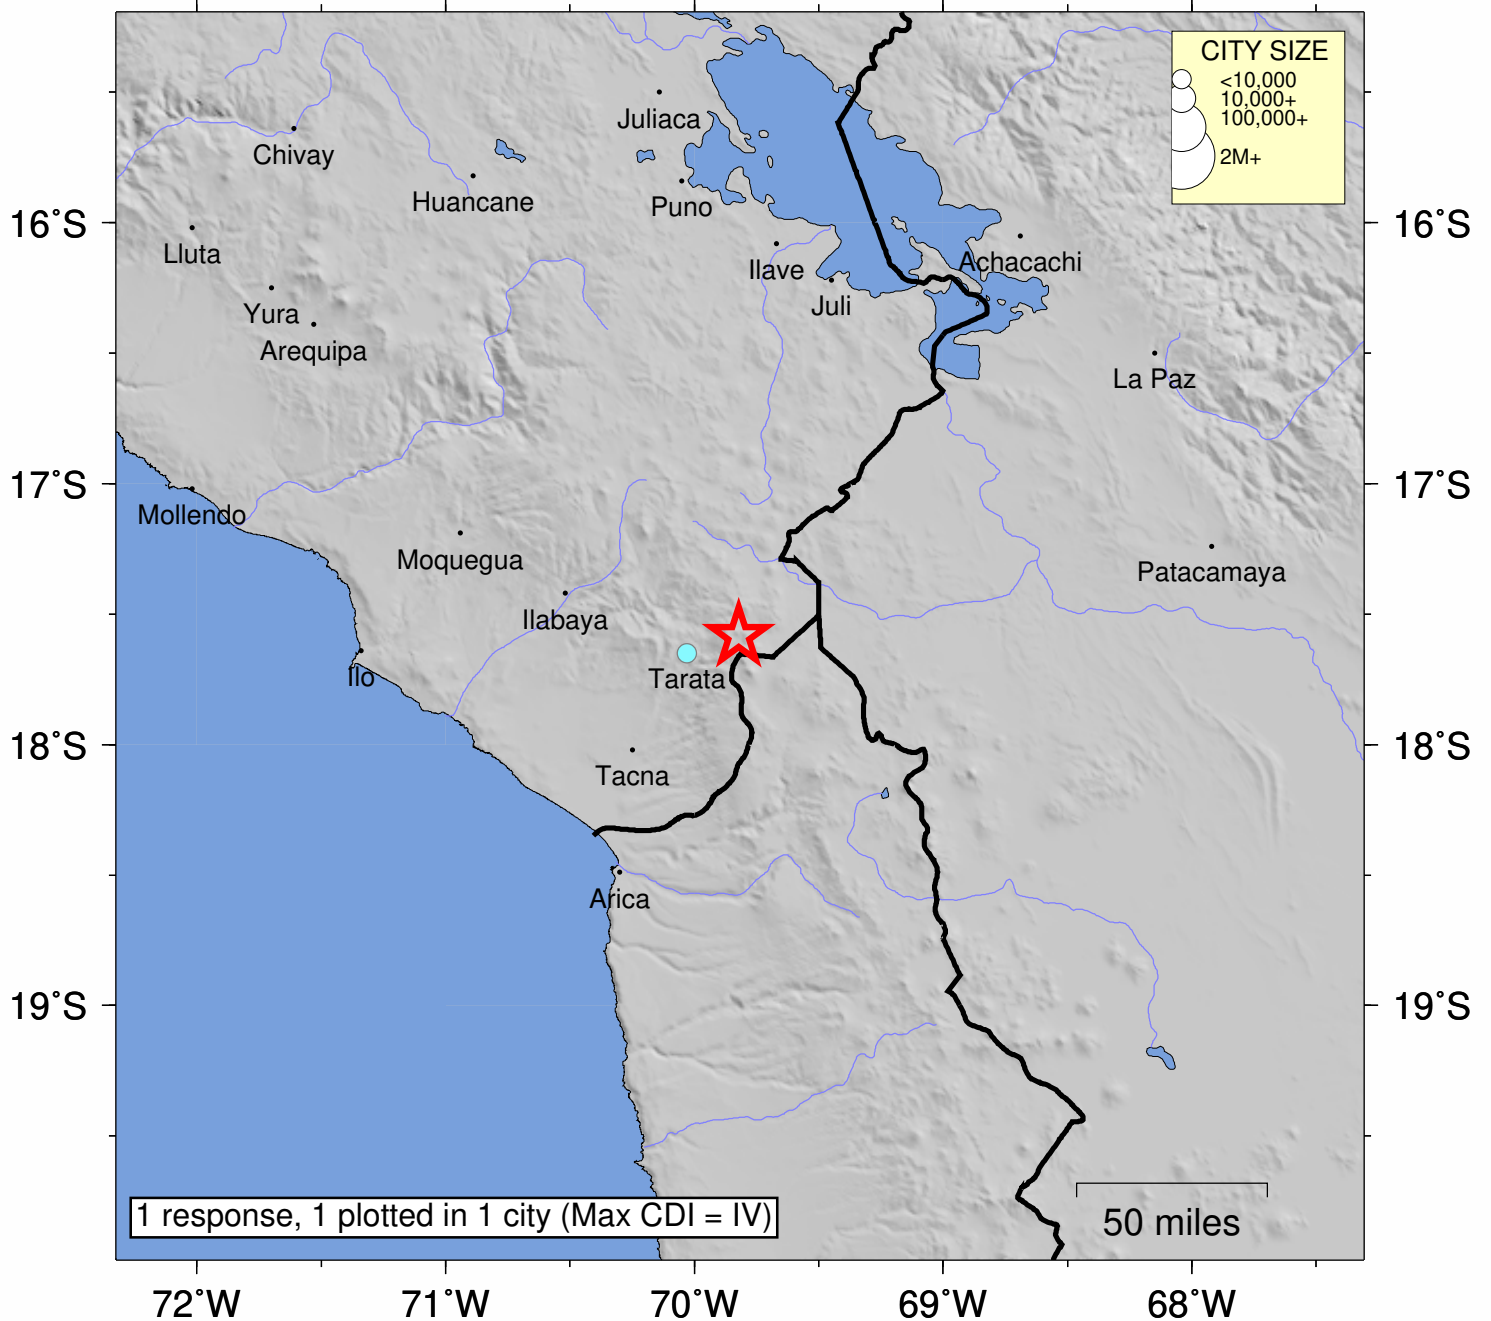 CITY SIZE
<10,000
10,000+
100,000+
2M+
Juliaca
Chivay
Huancane
Puno
16°S
16°S
Lluta
Ilave
Achacachi
Juli
Yura
Arequipa
La Paz
17°S
17°S
Mollendo
Moquegua
Patacamaya
Ilabaya
Ilo
Tarata
18°S
18°S
Tacna
Arica
19°S
19°S
1 response, 1 plotted in 1 city (Max CDI = IV)
50 miles
72°W
71°W
70°W
69°W
68°W